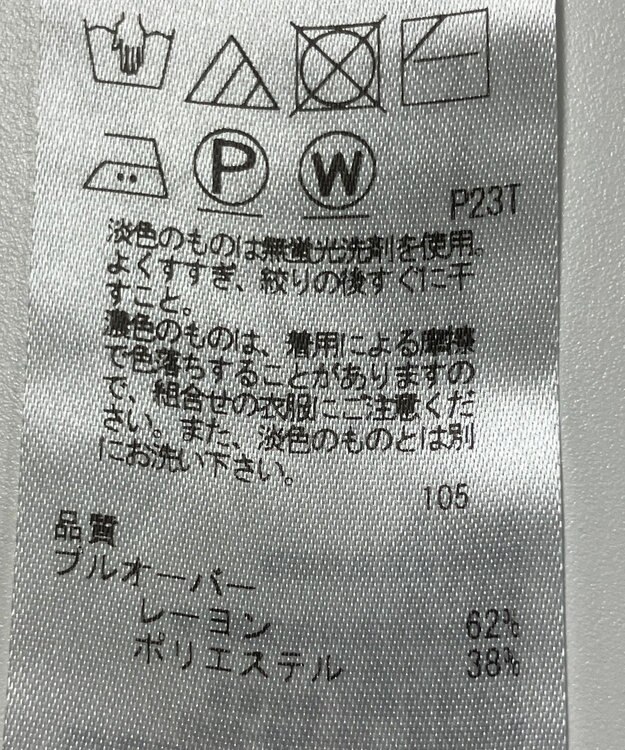 P W
P23T
淡色のものは無蛍光洗剤を使用。
よくすすぎ、絞りの後すぐに干
すこと。
濃色のものは、着用による摩擦
で色落ちすることがありますの
で、組合せの衣服にご注意くだ
さい。また、淡色のものとは別
にお洗い下さい。
105
品質
プルオーバー
レーヨン 62%
ポリエステル 38%